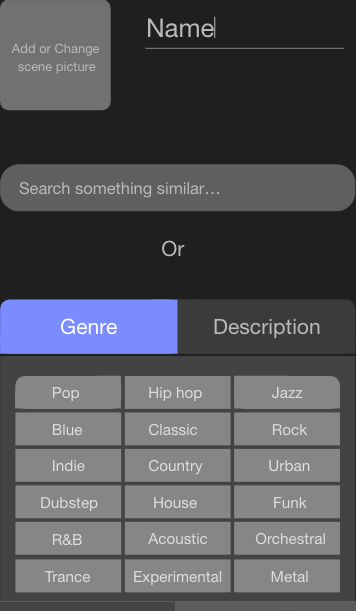 Name
Add or Change
scene picture
Search something similar...
Or
Genre Description
Pop Hip hop Jazz
Blue Classic Rock
Indie Country Urban
Dubstep House Funk
R&B Acoustic Orchestral
Trance Experimental Metal